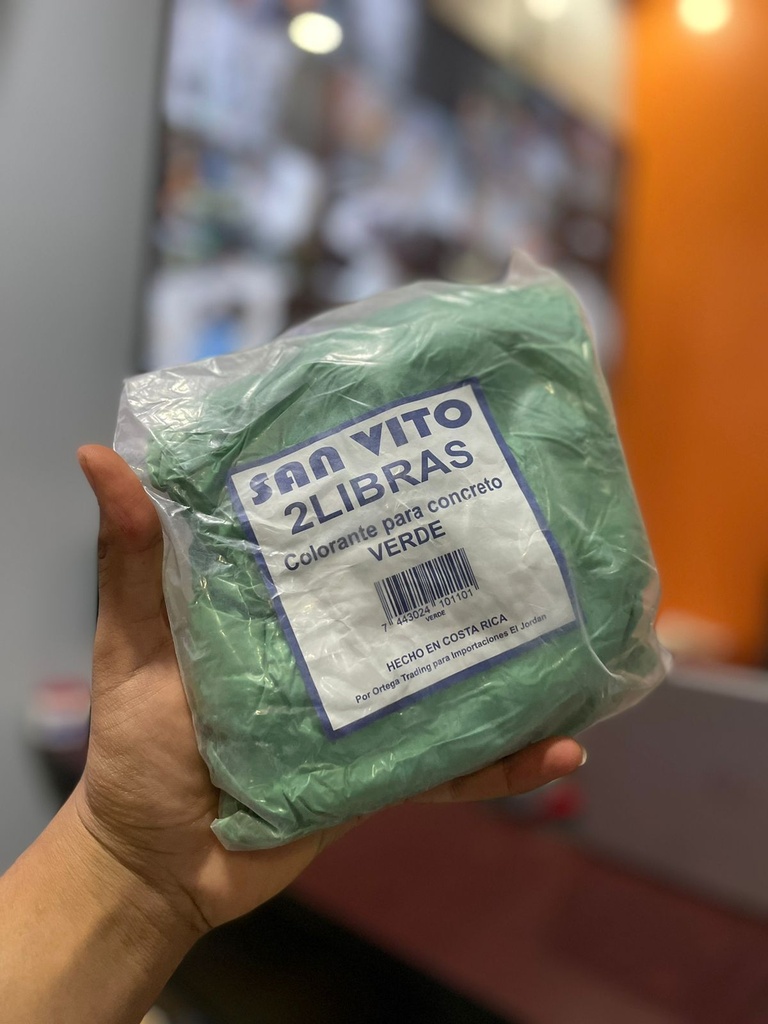 SAN VITO
2LIBRAS
Colorante para concreto
VERDE
7 443024 101101
VERDE
HECHO EN COSTA RICA
Por Ortega Trading para Importaciones El Jordan